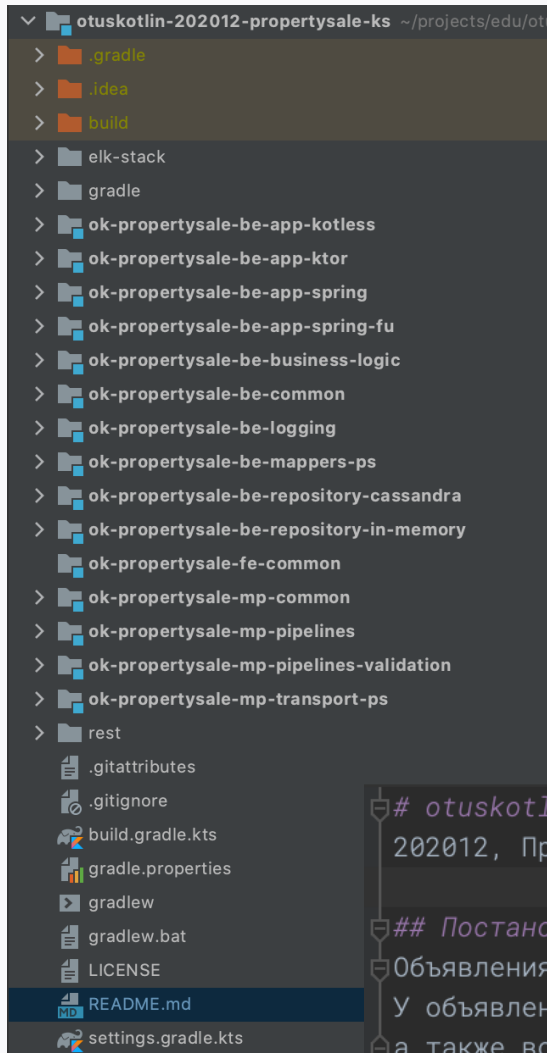 otuskotlin-202012-propertysale-ks ~/projects/edu/
.gradle
.idea
build
elk-stack
gradle
ok-propertysale-be-app-kotless
ok-propertysale-be-app-ktor
ok-propertysale-be-app-spring
ok-propertysale-be-app-spring-fu
ok-propertysale-be-business-logic
ok-propertysale-be-common
ok-propertysale-be-logging
ok-propertysale-be-mappers-ps
ok-propertysale-be-repository-cassandra
ok-propertysale-be-repository-in-memory
ok-propertysale-fe-common
ok-propertysale-mp-common
ok-propertysale-mp-pipelines
ok-propertysale-mp-pipelines-validation
ok-propertysale-mp-transport-ps
rest
.gitattributes
.gitignore
build.gradle.kts
gradle.properties
gradlew
gradlew.bat
LICENSE
MD README.md
settings.gradle.kts
# otuskotl
202012, Пр
## Постано
Объявления
У объявлен
а также во